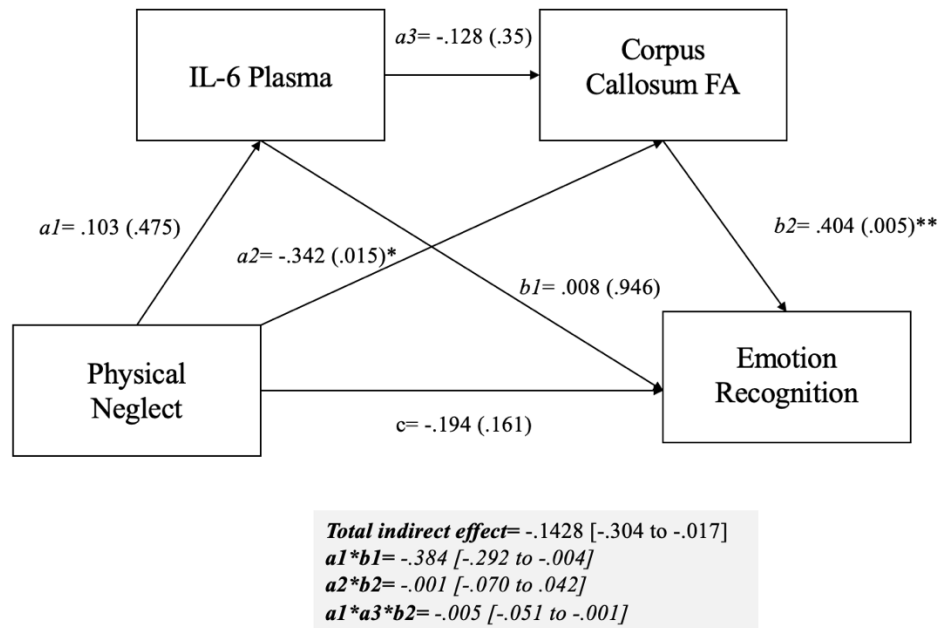 a3= -.128 (.35)
IL-6 Plasma
Corpus
Callosum FA
a1= .103 (.475)
a2= -.342 (.015)*
b2= .404 (.005)**
b1= .008 (.946)
Physical
Neglect
Emotion
Recognition
c= -.194 (.161)
Total indirect effect= -.1428 [-.304 to -.017]
a1*b1= -.384 [-.292 to -.004]
a2*b2= -.001 [-.070 to .042]
a1*a3*b2= -.005 [-.051 to -.001]